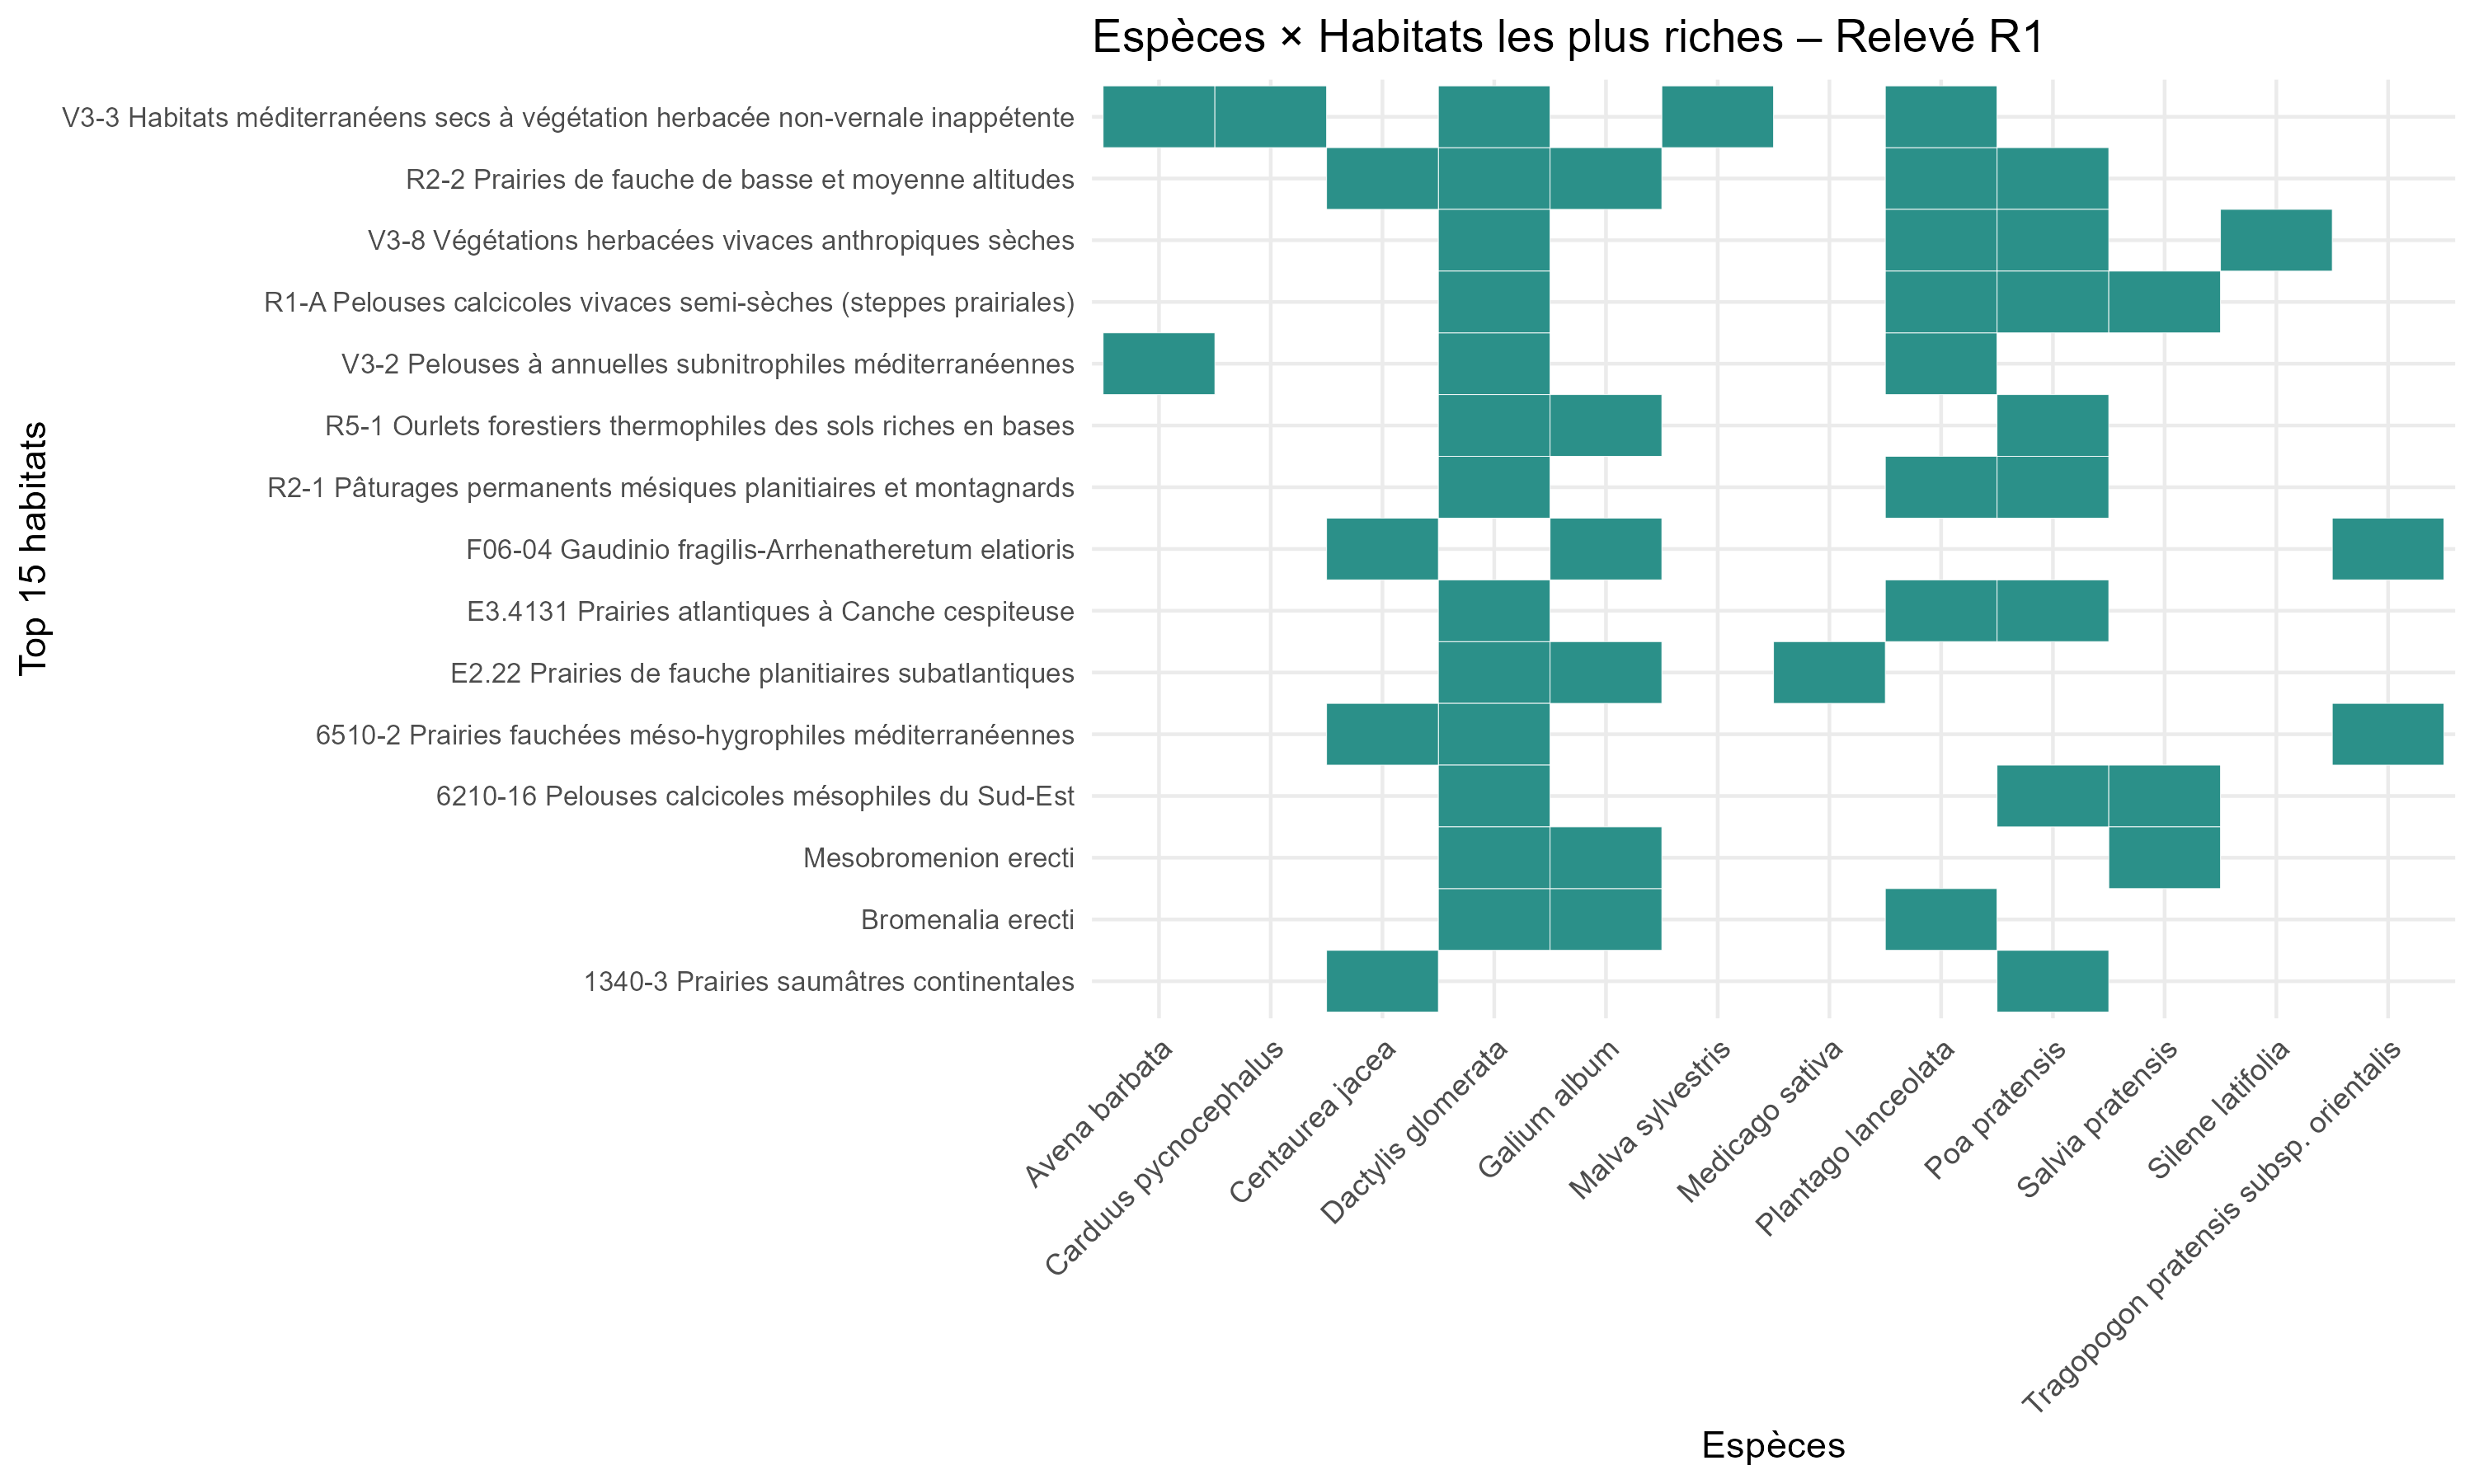 Espèces × Habitats les plus riches – Relevé R1
Top 15 habitats
V3-3 Habitats méditerranéens secs à végétation herbacée non-vernale inappétente
R2-2 Prairies de fauche de basse et moyenne altitudes
V3-8 Végétations herbacées vivaces anthropiques sèches
R1-A Pelouses calcicoles vivaces semi-sèches (steppes prairiales)
V3-2 Pelouses à annuelles subnitrophiles méditerranéennes
R5-1 Ourlets forestiers thermophiles des sols riches en bases
R2-1 Pâturages permanents mésiques planitiaires et montagnards
F06-04 Gaudinio fragilis-Arrhenatheretum elatioris
E3.4131 Prairies atlantiques à Canche cespiteuse
E2.22 Prairies de fauche planitiaires subatlantiques
6510-2 Prairies fauchées méso-hygrophiles méditerranéennes
6210-16 Pelouses calcicoles mésophiles du Sud-Est
Mesobromenion erecti
Bromenalia erecti
1340-3 Prairies saumâtres continentales
Avena barbata
Carduus pycnocephalus
Centaurea jacea
Dactylis glomerata
Galium album
Malva sylvestris
Medicago sativa
Plantago lanceolata
Poa pratensis
Salvia pratensis
Silene latifolia
Tragopogon pratensis subsp. orientalis
Espèces